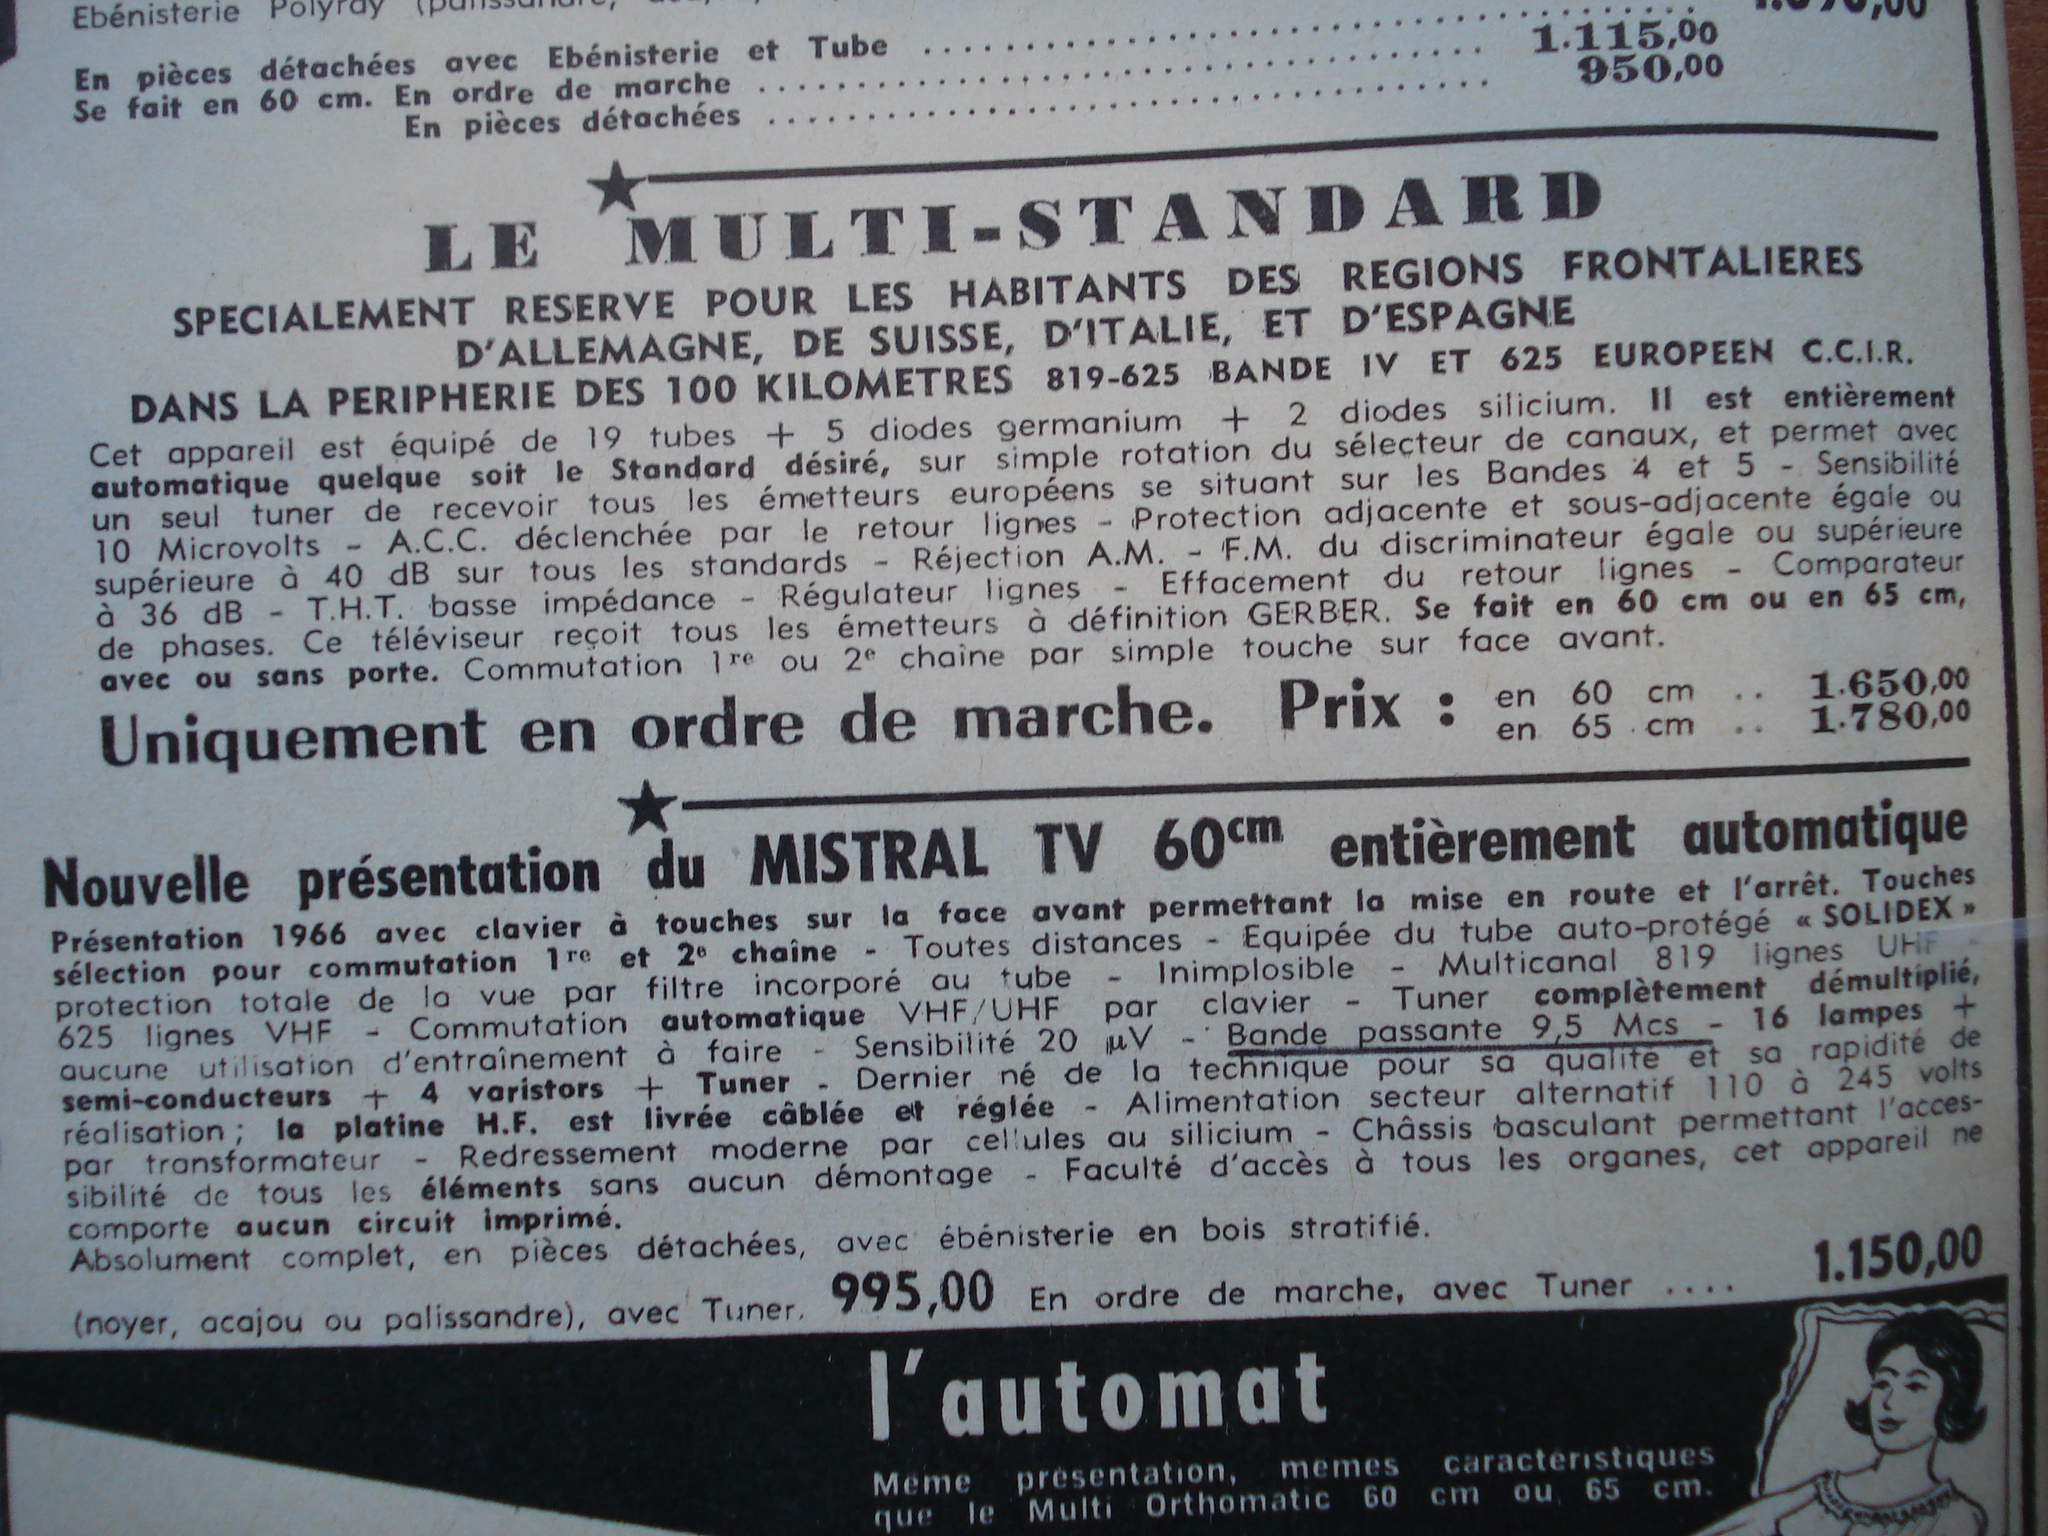 Ebénisterie Polyray (palissandre,
En pièces détachées avec Ebénisterie et Tube
Se fait en 60 cm. En ordre de marche .......... 1.115,00
En pièces détachées .......... 950,00
LE MULTI-STANDARD
SPECIALEMENT RESERVE POUR LES HABITANTS DES REGIONS FRONTALIERES
D'ALLEMAGNE, DE SUISSE, D'ITALIE, ET D'ESPAGNE
DANS LA PERIPHERIE DES 100 KILOMETRES 819-625 BANDE IV ET 625 EUROPEEN C.C.I.R.
Cet appareil est équipé de 19 tubes + 5 diodes germanium + 2 diodes silicium. Il est entièrement
automatique quelque soit le Standard désiré, sur simple rotation du sélecteur de canaux, et permet avec
un seul tuner de recevoir tous les émetteurs européens se situant sur les Bandes 4 et 5 - Sensibilité
10 Microvolts - A.C.C. déclenchée par le retour lignes - Protection adjacente et sous-adjacente égale ou
supérieure à 40 dB sur tous les standards - Réjection A.M. - F.M. du discriminateur égale ou supérieure
à 36 dB - T.H.T. basse impédance - Régulateur lignes - Effacement du retour lignes - Comparateur
de phases. Ce téléviseur reçoit tous les émetteurs à définition GERBER. Se fait en 60 cm ou en 65 cm,
avec ou sans porte. Commutation 1re ou 2e chaîne par simple touche sur face avant.
Uniquement en ordre de marche. Prix : en 60 cm .. 1.650,00
en 65 cm .. 1.780,00
Nouvelle présentation du MISTRAL TV 60cm entièrement automatique
Présentation 1966 avec clavier à touches sur la face avant permettant la mise en route et l'arrêt. Touches
sélection pour commutation 1re et 2e chaîne - Toutes distances - Equipée du tube auto-protégé « SOLIDEX »
protection totale de la vue par filtre incorporé au tube - Inimplosible - Multicanal 819 lignes UHF -
625 lignes VHF - Commutation automatique VHF/UHF par clavier - Tuner complètement démultiplié,
aucune utilisation d'entraînement à faire - Sensibilité 20 µV - Bande passante 9,5 Mcs - 16 lampes +
semi-conducteurs + 4 varistors + Tuner - Dernier né de la technique pour sa qualité et sa rapidité de
réalisation ; la platine H.F. est livrée câblée et réglée - Alimentation secteur alternatif 110 à 245 volts
par transformateur - Redressement moderne par cellules au silicium - Châssis basculant permettant l'acces-
sibilité de tous les éléments sans aucun démontage - Faculté d'accès à tous les organes, cet appareil ne
comporte aucun circuit imprimé.
Absolument complet, en pièces détachées, avec ébénisterie en bois stratifié.
(noyer, acajou ou palissandre), avec Tuner. 995,00 En ordre de marche, avec Tuner .... 1.150,00
l'automat
Même présentation, mêmes caractéristiques
que le Multi Orthomatic 60 cm ou 65 cm.